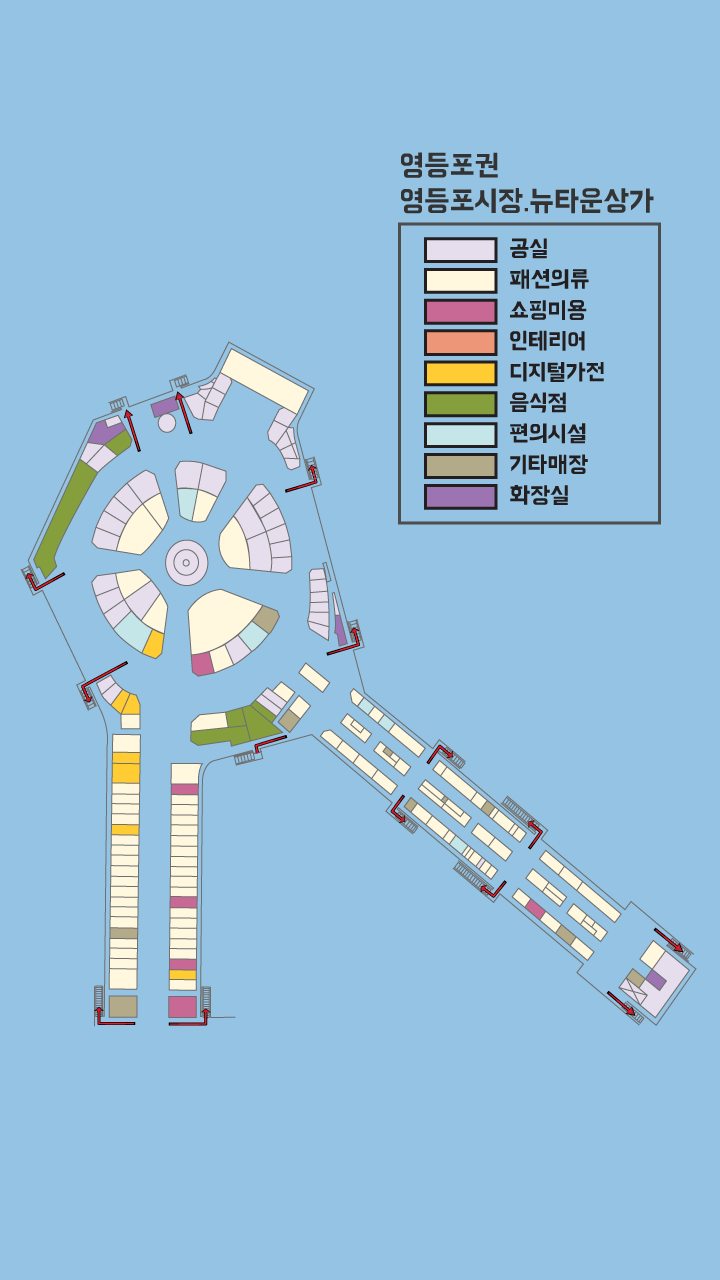 영등포권
영등포시장.뉴타운상가
공실
패션의류
쇼핑미용
인테리어
디지털가전
음식점
편의시설
기타매장
화장실